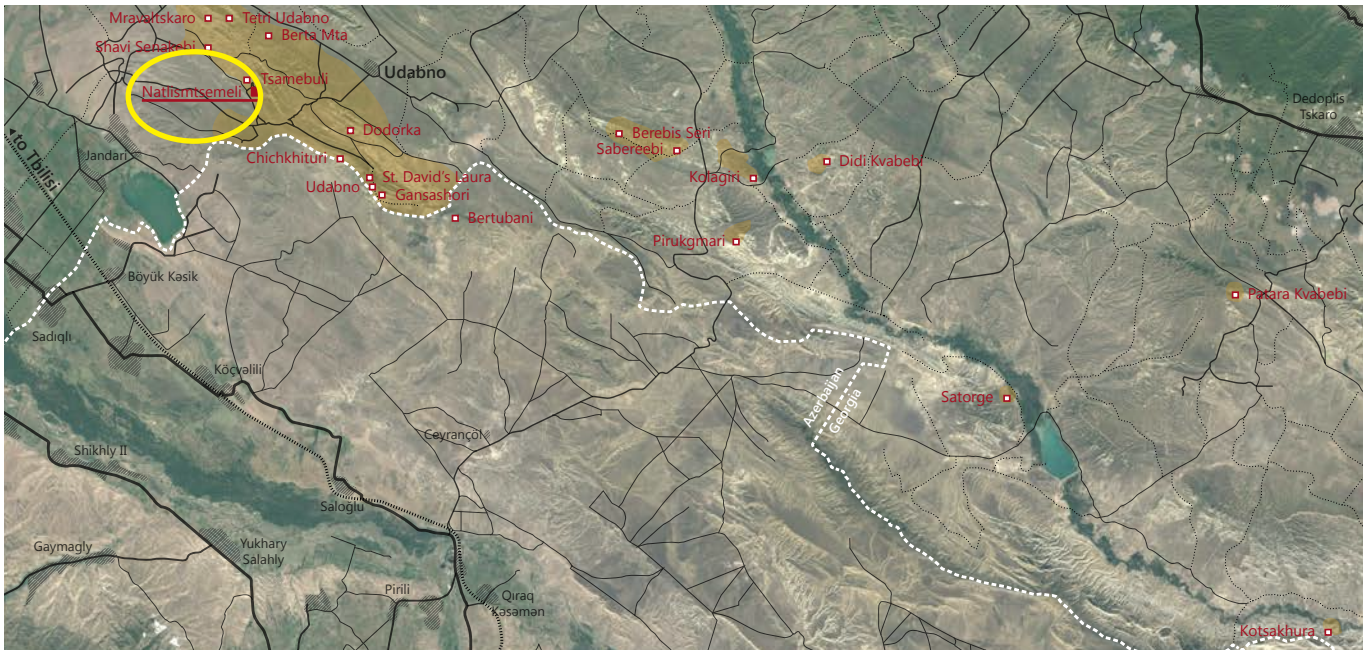 Mravaltskaro
Tetri Udabno
Berta Mta
Shavi Senakebi
Udabno
Tsamebuli
Natlismtsemeli
Dedoplis
Tskaro
Dodorka
Berebis Seri
Sabereebi
to Tbilisi
Jandari
Chichkhituri
Didi Kvabebi
St. David's Laura
Kolagiri
Udabno
Gansashori
Bertubani
Pirukgmari
Böyük Kəsik
Patara Kvabebi
Sadıqlı
Köçvəlili
Azerbaijan
Georgia
Satorge
Ceyrançöl
Shikhly II
Saloğlu
Gaymagly
Yukhary
Salahly
Pirili
Qıraq
Kəsəmən
Kotsakhura